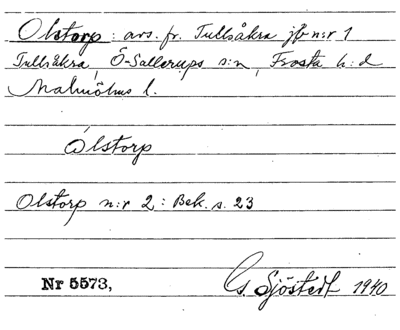 Olstorp : avs. fr. Tullsåkra jb n:r 1
Tullsåkra, Ö-Sallerups s:n, Frosta h:d
Malmöhus l.
Ólstorp
Olstorp n:r 2 : Bek. s. 23
Nr 5573, G. Sjöstedt 1940